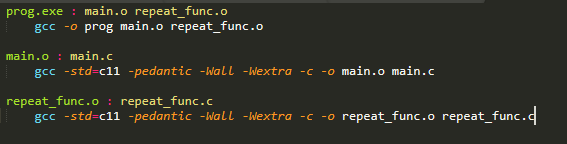 prog.exe : main.o repeat_func.o
gcc -o prog main.o repeat_func.o
main.o : main.c
gcc -std=c11 -pedantic -Wall -Wextra -c -o main.o main.c
repeat_func.o : repeat_func.c
gcc -std=c11 -pedantic -Wall -Wextra -c -o repeat_func.o repeat_func.c